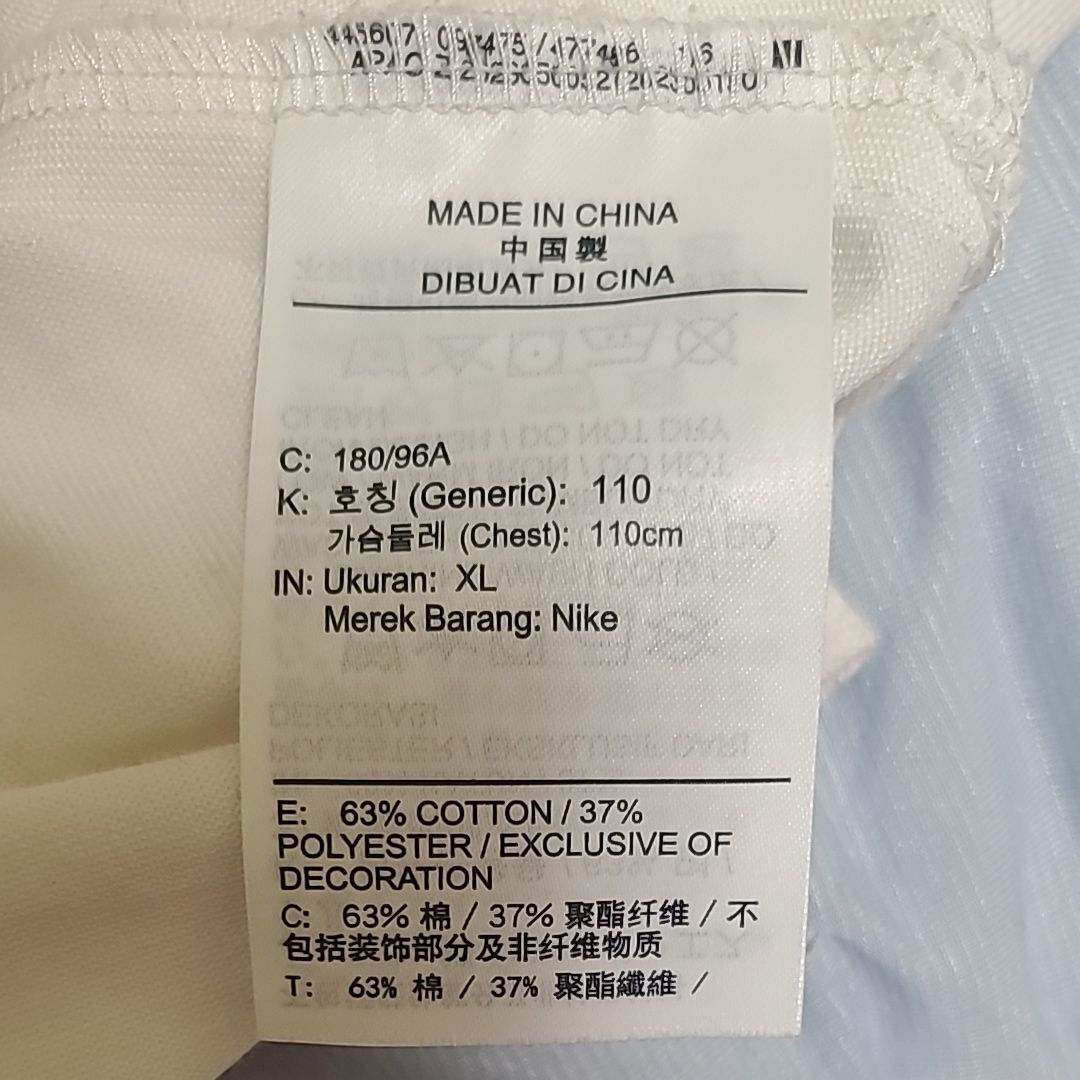 MADE IN CHINA
中国製
DIBUAT DI CINA
C: 180/96A
K: 호칭 (Generic): 110
가슴둘레 (Chest): 110cm
IN: Ukuran: XL
Merek Barang: Nike
E: 63% COTTON / 37%
POLYESTER / EXCLUSIVE OF
DECORATION
C: 63% 棉 / 37% 聚酯纤维 / 不
包括装饰部分及非纤维物质
T: 63% 棉 / 37% 聚酯纖維 /